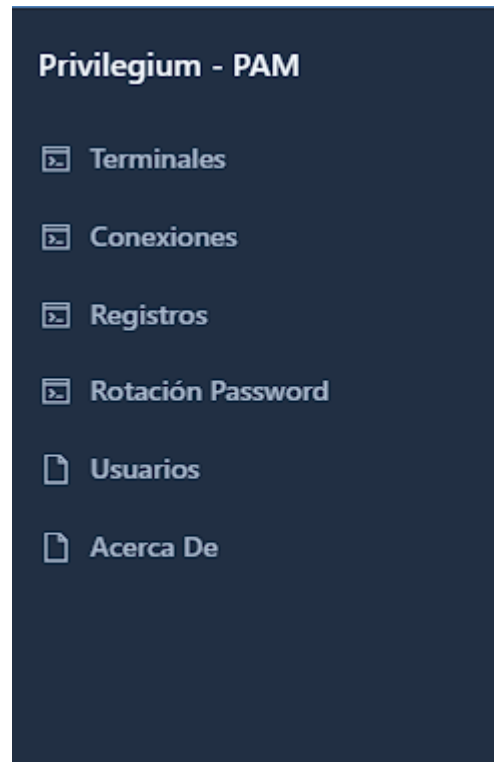 Privilegium - PAM
Terminales
Conexiones
Registros
Rotación Password
Usuarios
Acerca De